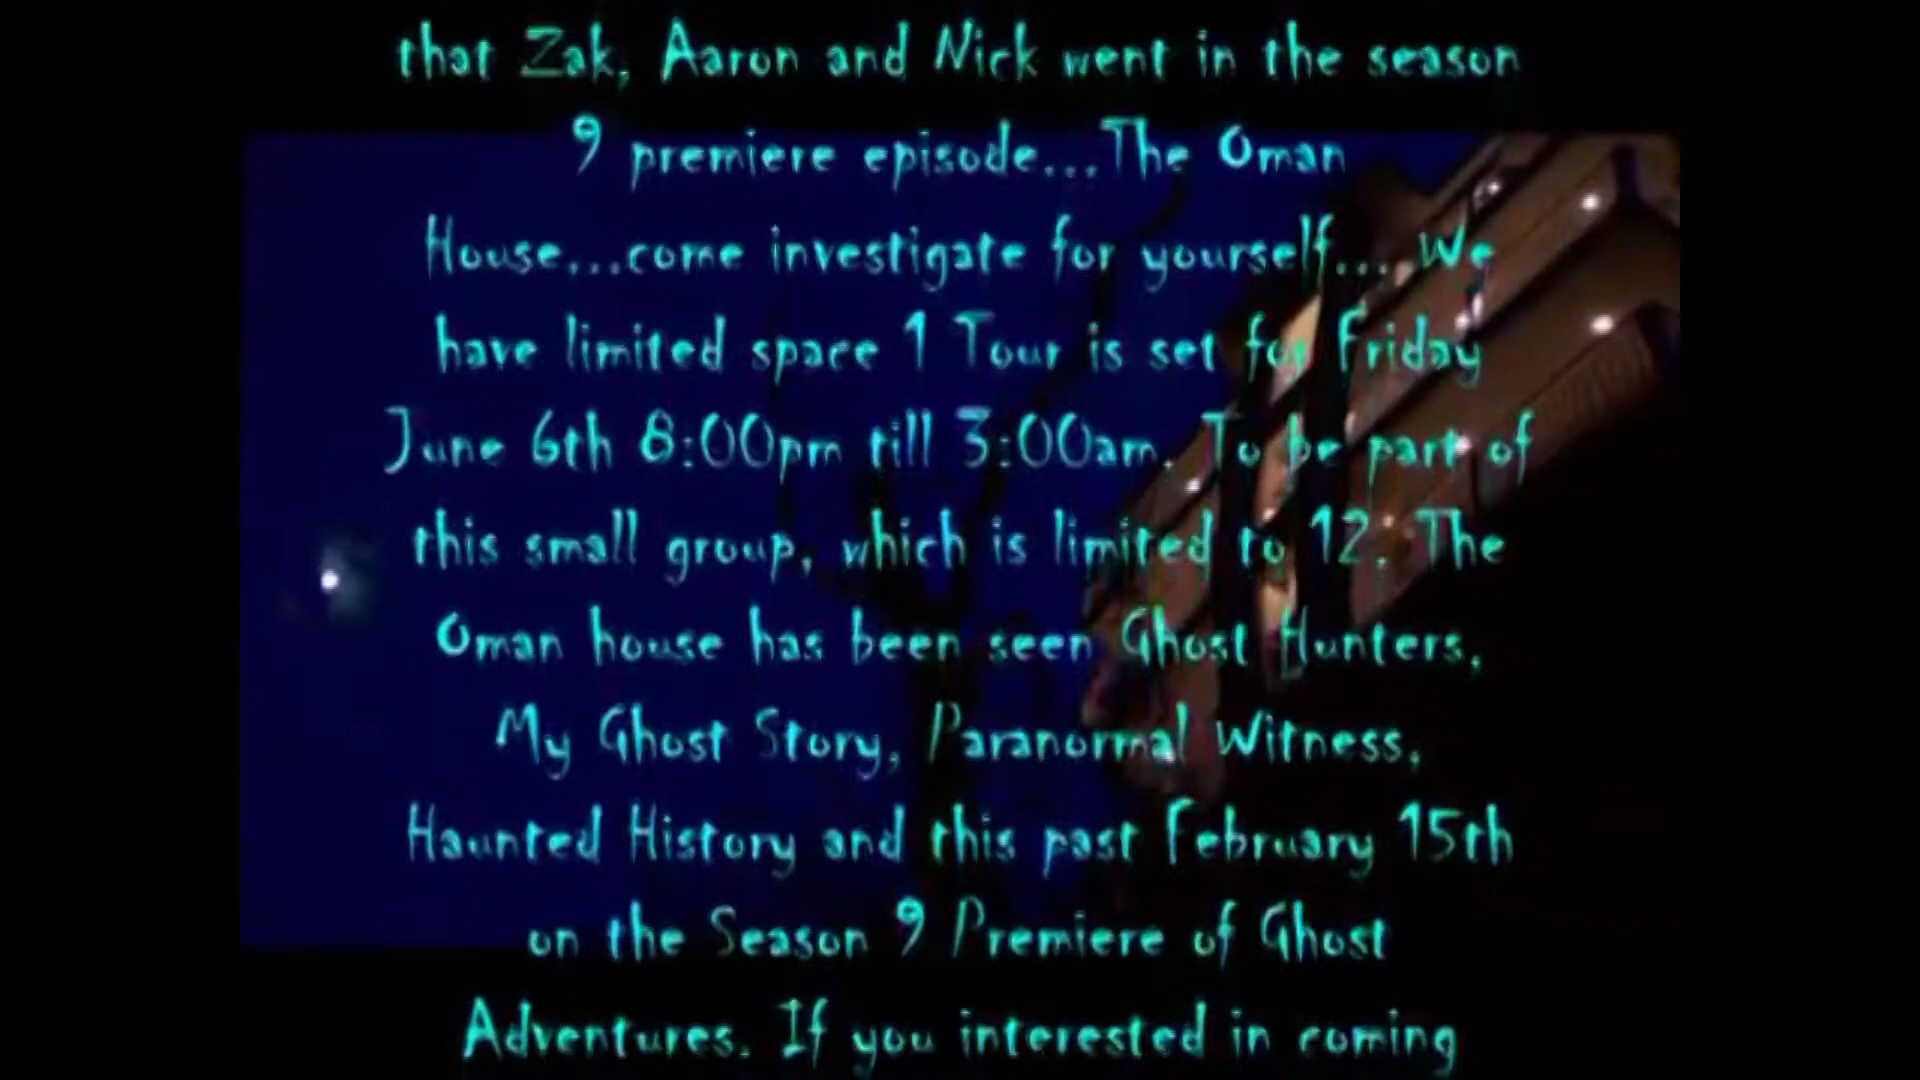 that Zak, Aaron and Nick went in the season
9 premiere episode...The Oman
House...come investigate for yourself.... We
have limited space 1 Tour is set for Friday
June 6th 8:00pm till 3:00am. To be part of
this small group, which is limited to 12. The
Oman house has been seen Ghost Hunters,
My Ghost Story, Paranormal Witness,
Haunted History and this past February 15th
on the Season 9 Premiere of Ghost
Adventures. If you interested in coming